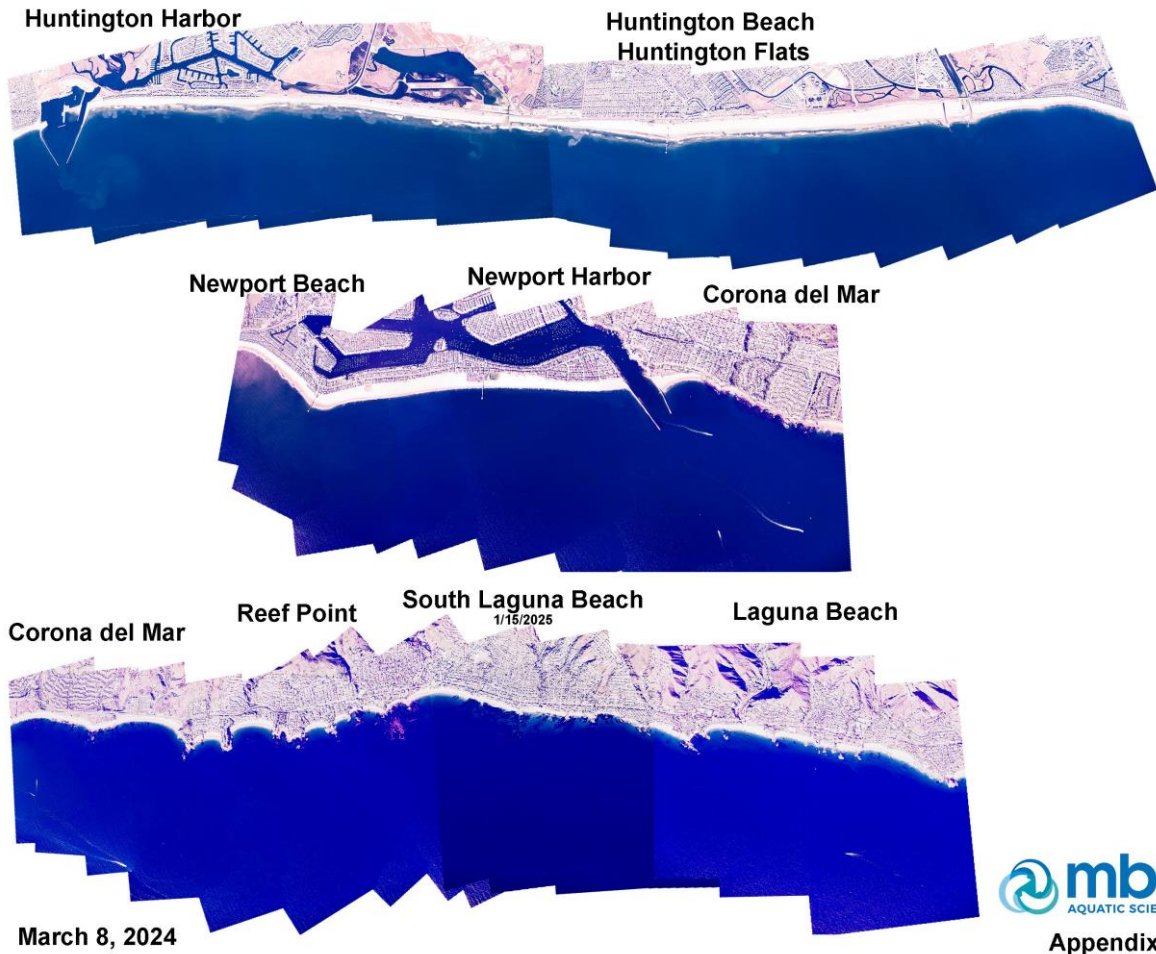 Huntington Harbor
Huntington Beach
Huntington Flats
Newport Beach
Newport Harbor
Corona del Mar
Corona del Mar
Reef Point
South Laguna Beach
1/15/2025
Laguna Beach
March 8, 2024
mb
AQUATIC SCIE
Appendix